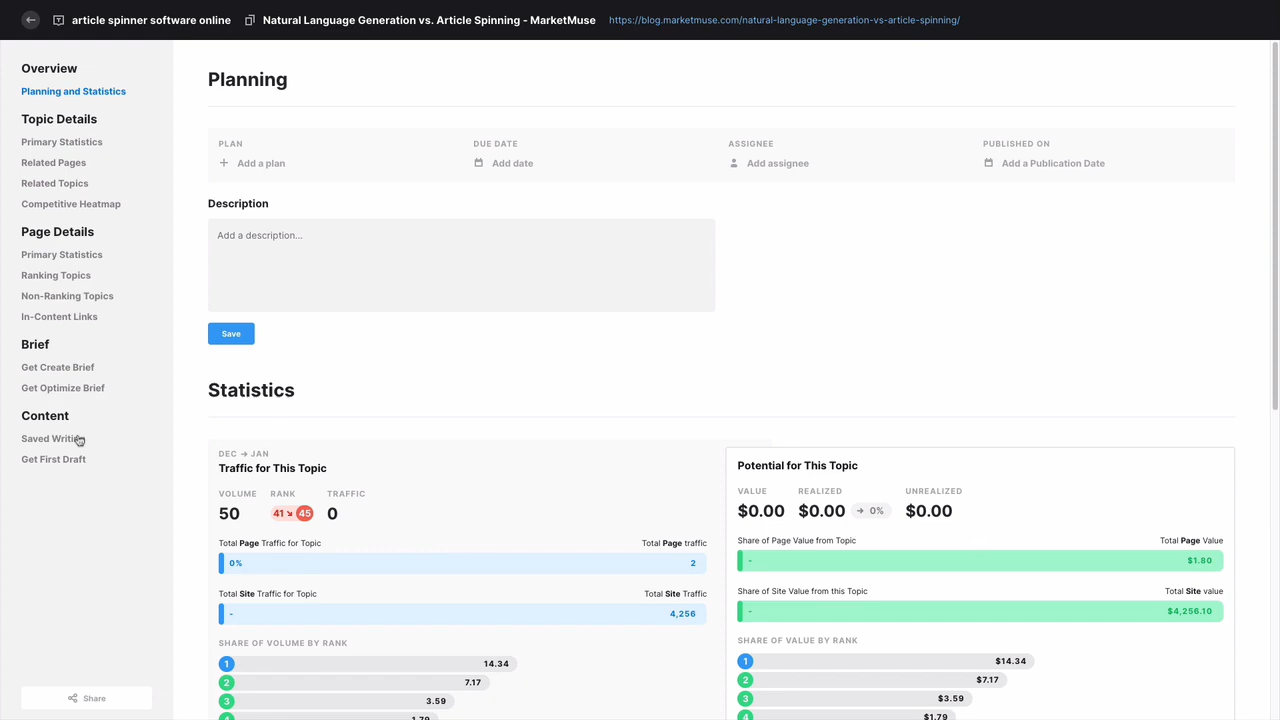 article spinner software online Natural Language Generation vs. Article Spinning - MarketMuse https://blog.marketmuse.com/natural-language-generation-vs-article-spinning/
Overview
Planning and Statistics
Topic Details
Primary Statistics
Related Pages
Related Topics
Competitive Heatmap
Page Details
Primary Statistics
Ranking Topics
Non-Ranking Topics
In-Content Links
Brief
Get Create Brief
Get Optimize Brief
Content
Saved
Get First Draft
Share
Planning
PLAN DUE DATE ASSIGNEE PUBLISHED ON
Add a plan Add date Add assignee Add a Publication Date
Description
Add a description...
Save
Statistics
DEC → JAN
Traffic for This Topic
VOLUME RANK TRAFFIC
50 41 ↘ 45 0
Total Page Traffic for Topic Total Page traffic
0% 2
Total Site Traffic for Topic Total Site Traffic
- 4,256
SHARE OF VOLUME BY RANK
1 14.34
2 7.17
3 3.59
4 1.79
Potential for This Topic
VALUE REALIZED UNREALIZED
$0.00 $0.00 → 0% $0.00
Share of Page Value from Topic Total Page Value
- $1.80
Share of Site Value from this Topic Total Site value
- $4,256.10
SHARE OF VALUE BY RANK
1 $14.34
2 $7.17
3 $3.59
4 $1.79